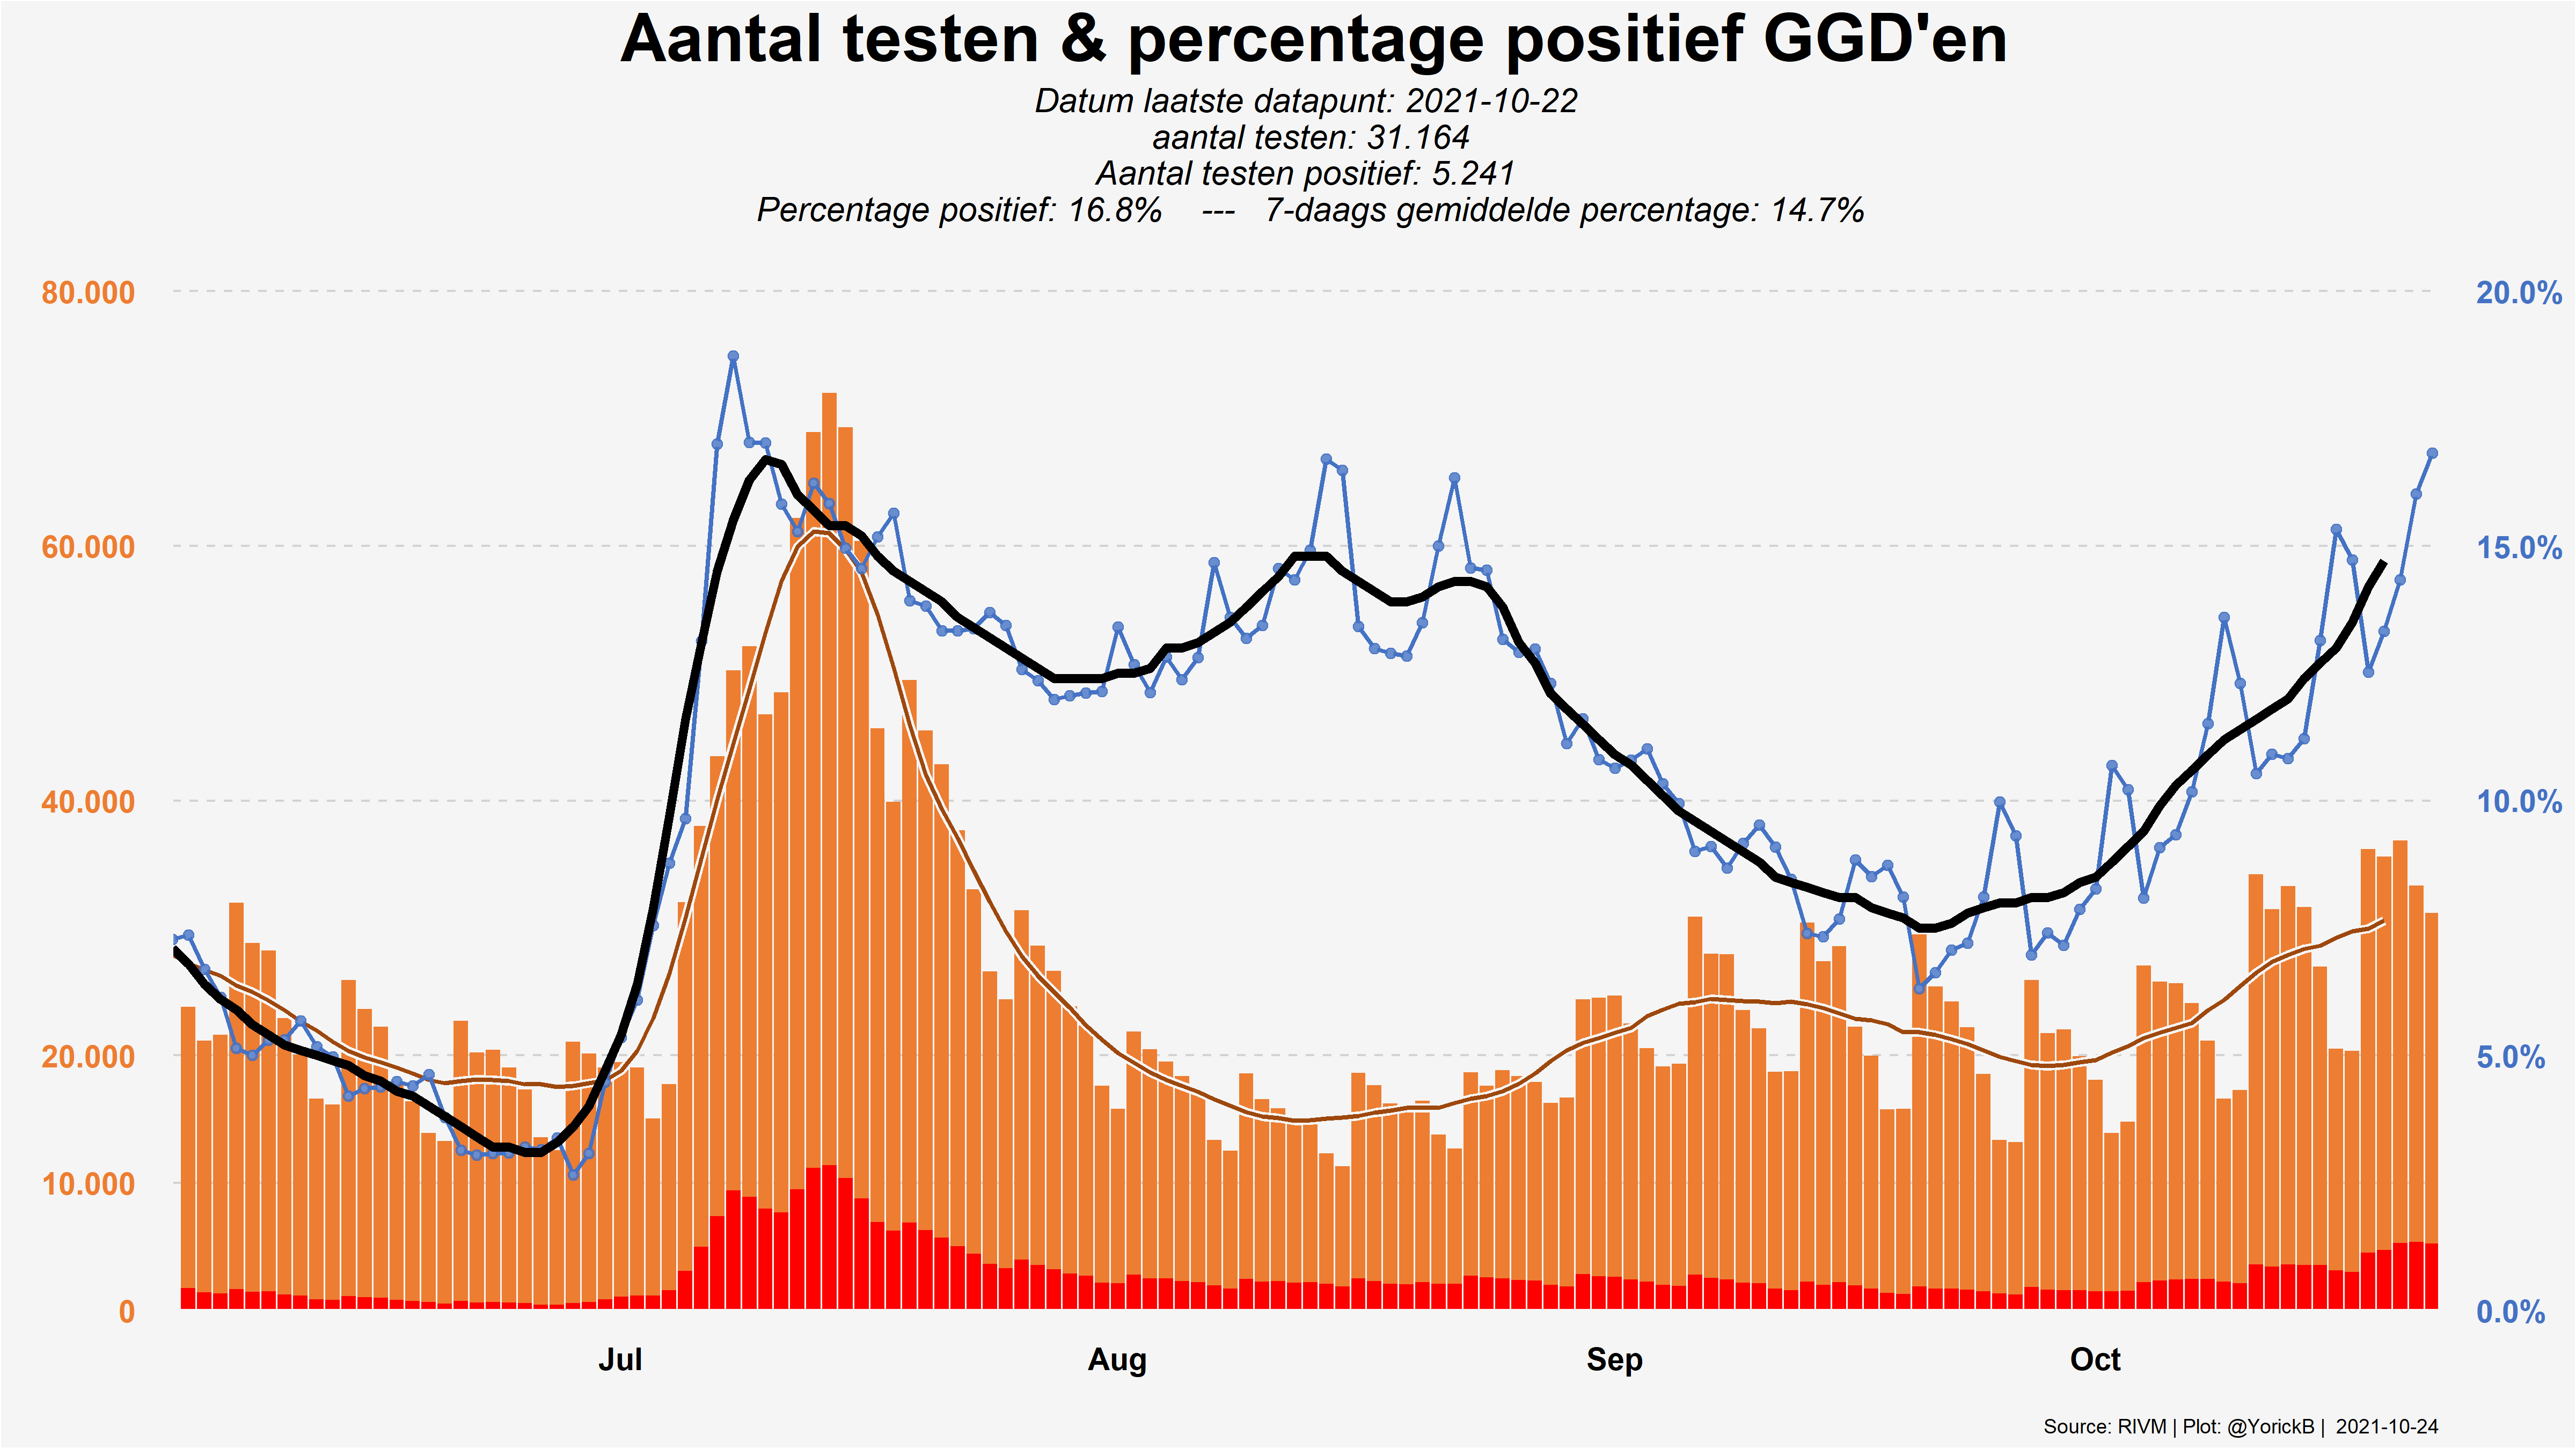 Aantal testen & percentage positief GGD'en
Datum laatste datapunt: 2021-10-22
aantal testen: 31.164
Aantal testen positief: 5.241
Percentage positief: 16.8%    ---   7-daags gemiddelde percentage: 14.7%
80.000
20.0%
60.000
15.0%
40.000
10.0%
20.000
5.0%
10.000
0
0.0%
Jul
Aug
Sep
Oct
Source: RIVM | Plot: @YorickB |  2021-10-24